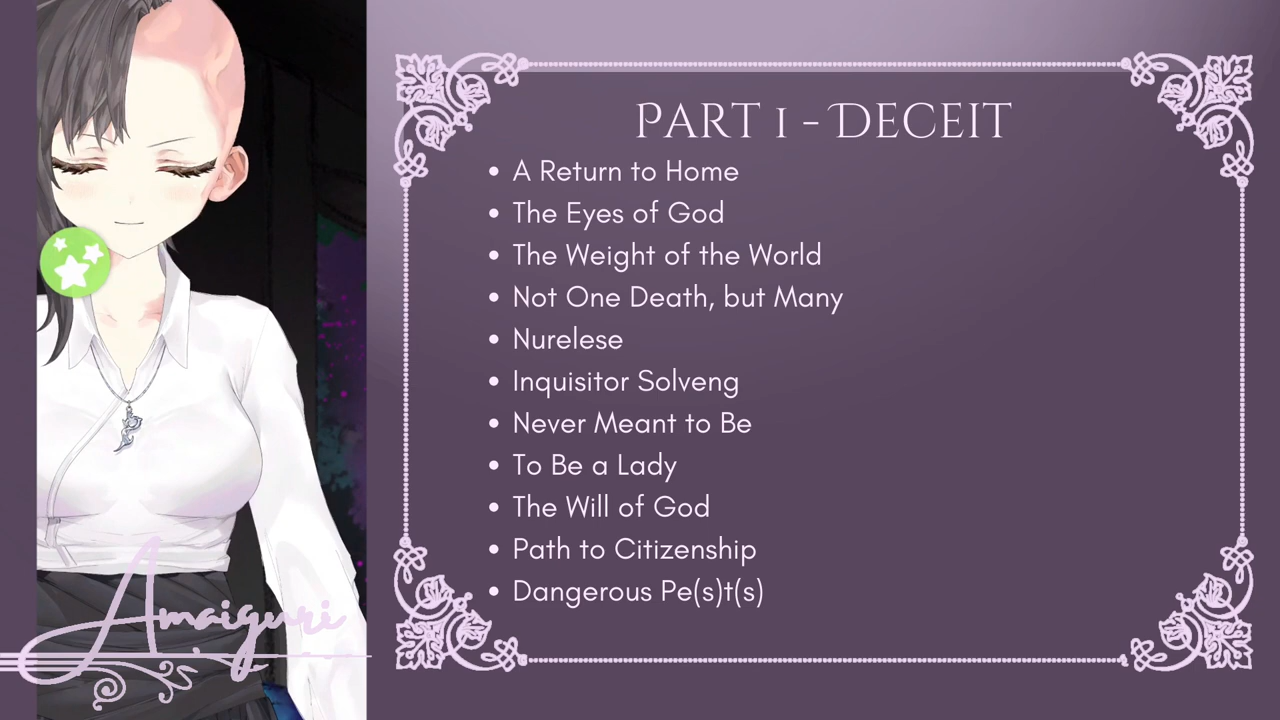 PART 1 - DECEIT
• A Return to Home
• The Eyes of God
• The Weight of the World
• Not One Death, but Many
• Nurelese
• Inquisitor Solveng
• Never Meant to Be
• To Be a Lady
• The Will of God
• Path to Citizenship
• Dangerous Pe(s)t(s)
Amaiguri